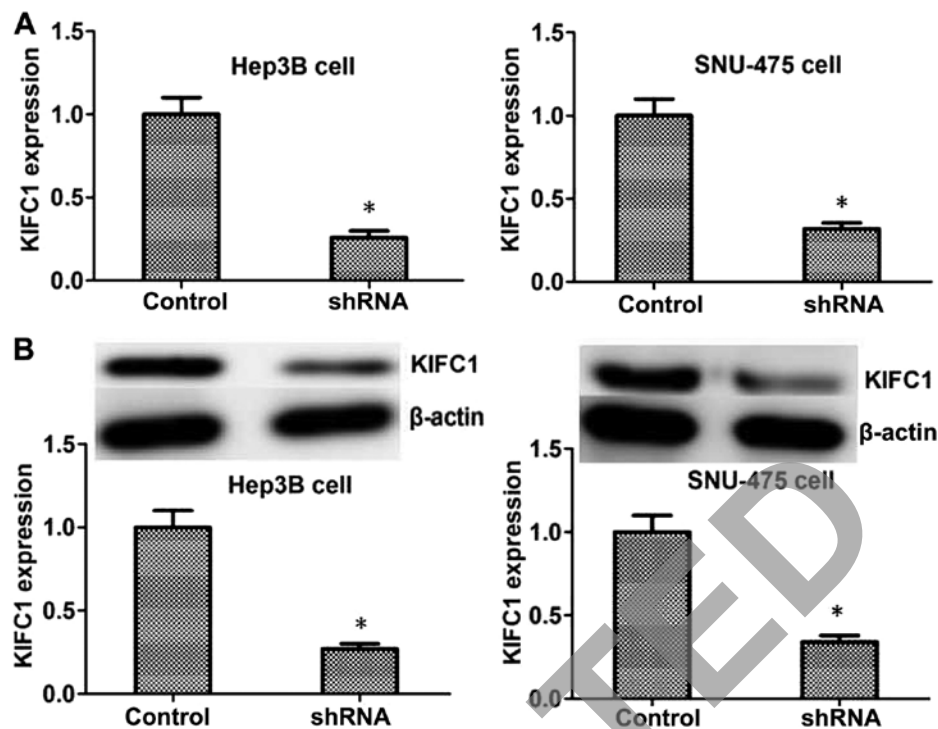 A
KIFC1 expression
1.5
1.0
0.5
0.0
Hep3B cell
*
Control
shRNA
KIFC1 expression
1.5
1.0
0.5
0.0
SNU-475 cell
*
Control
shRNA
B
KIFC1
β-actin
KIFC1 expression
1.5
1.0
0.5
0.0
Hep3B cell
*
Control
shRNA
KIFC1
β-actin
KIFC1 expression
1.5
1.0
0.5
0.0
SNU-475 cell
*
Control
shRNA
TED